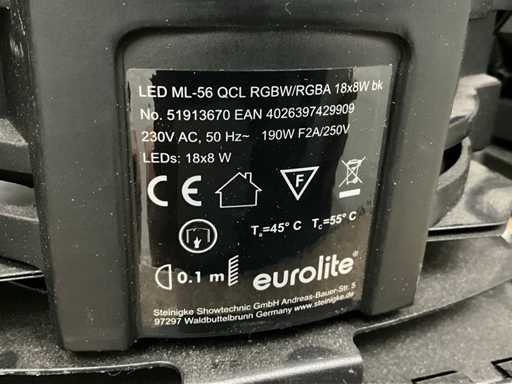 LED ML-56 QCL RGBW/RGBA 18x8W bk
No. 51913670 EAN 4026397429909
230V AC, 50 Hz~ 190W F2A/250V
LEDs: 18x8 W
CE F
Ta=45° C Tc=55° C
0.1 m eurolite®
Steinigke Showtechnic GmbH Andreas-Bauer-Str. 5
97297 Waldbüttelbrunn Germany www.steinigke.de